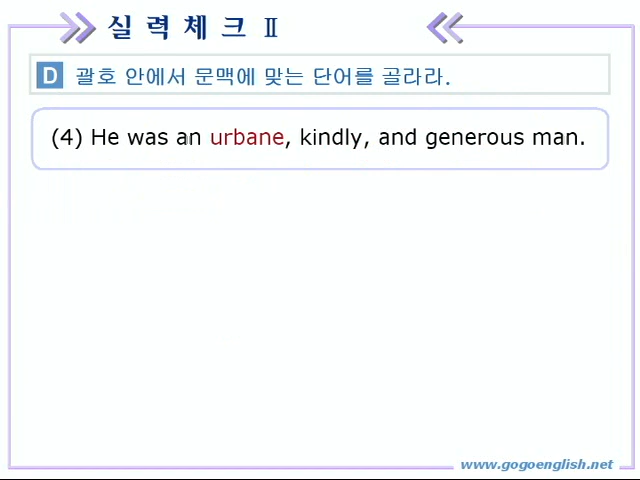 실력체크 Ⅱ
D 괄호 안에서 문맥에 맞는 단어를 골라라.
(4) He was an urbane, kindly, and generous man.
www.gogoenglish.net